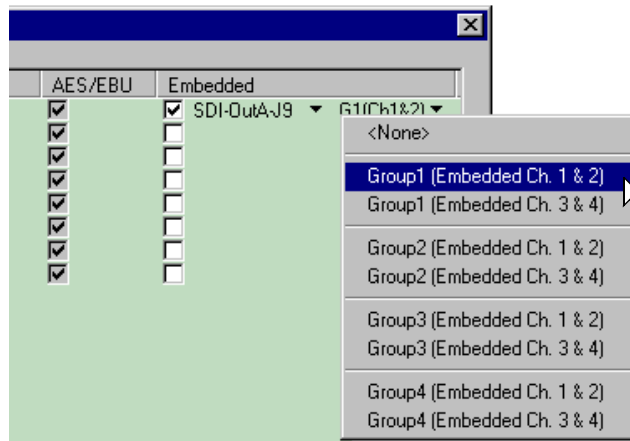 AES/EBU Embedded
SDI-OutA-J9 G1(Ch1&2)
<None>
Group1 (Embedded Ch. 1 & 2)
Group1 (Embedded Ch. 3 & 4)
Group2 (Embedded Ch. 1 & 2)
Group2 (Embedded Ch. 3 & 4)
Group3 (Embedded Ch. 1 & 2)
Group3 (Embedded Ch. 3 & 4)
Group4 (Embedded Ch. 1 & 2)
Group4 (Embedded Ch. 3 & 4)